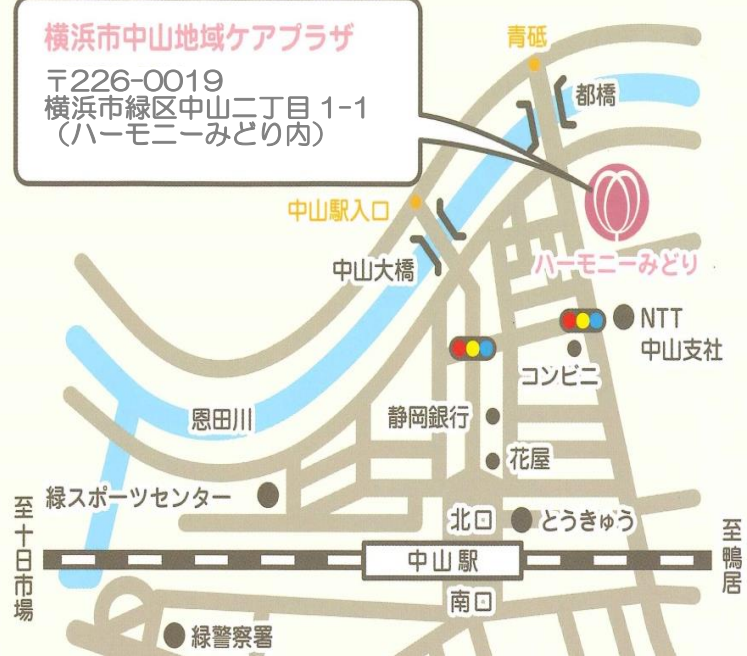 横浜市中山地域ケアプラザ
〒226-0019
横浜市緑区中山二丁目1-1
（ハーモニーみどり内）
青砥
都橋
中山駅入口
中山大橋
ハーモニーみどり
NTT
中山支社
コンビニ
恩田川
静岡銀行
花屋
緑スポーツセンター
北口
とうきゅう
至十日市場
中山駅
至鴨居
南口
緑警察署